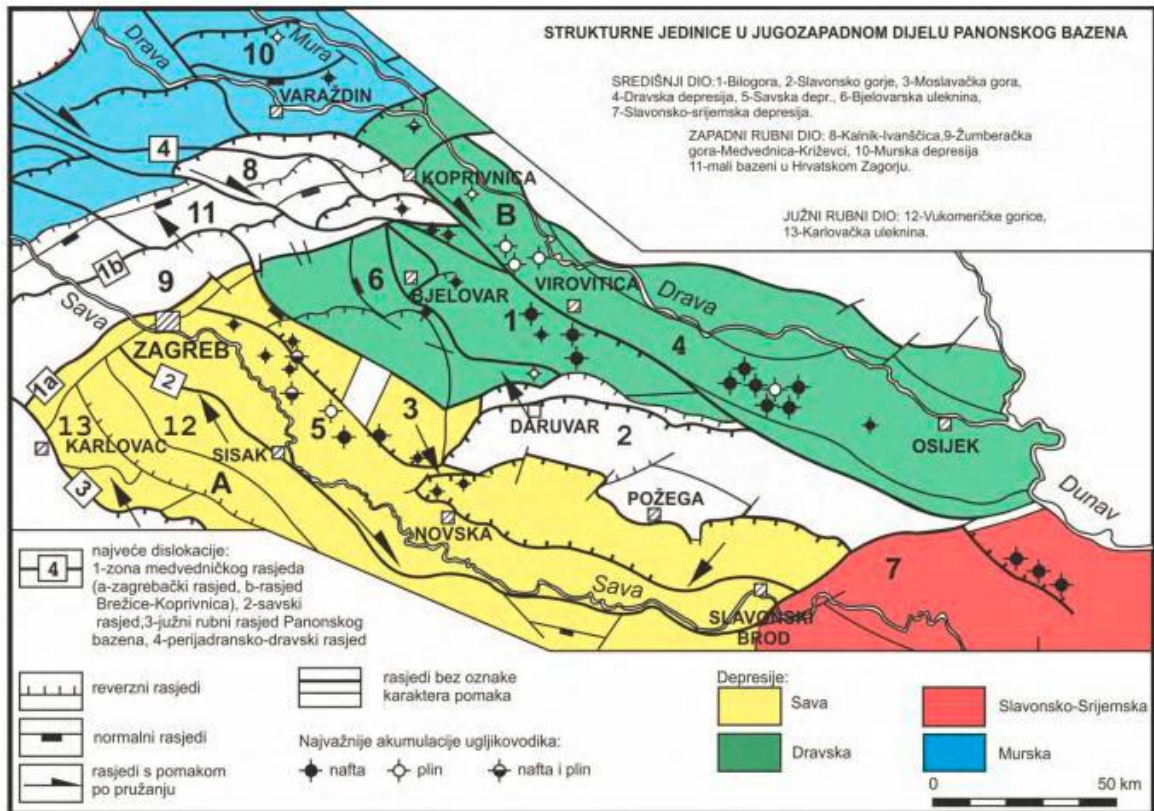 STRUKTURNE JEDINICE U JUGOZAPADNOM DIJELU PANONSKOG BAZENA
SREDIŠNJI DIO:1-Bilogora, 2-Slavonsko gorje, 3-Moslavačka gora,
4-Dravska depresija, 5-Savska depr., 6-Bjelovarska uleknina,
7-Slavonsko-srijemska depresija.
ZAPADNI RUBNI DIO: 8-Kalnik-Ivanščica,9-Žumberačka
gora-Medvednica-Križevci, 10-Murska depresija
11-mali bazeni u Hrvatskom Zagorju.
JUŽNI RUBNI DIO: 12-Vukomeričke gorice,
13-Karlovačka uleknina.
Drava
Mura
10
VARAŽDIN
4
8
KOPRIVNICA
11
B
1b
9
6
BJELOVAR
VIROVITICA
Drava
Sava
1
ZAGREB
4
1a
2
3
13
12
5
DARUVAR
2
OSIJEK
KARLOVAC
SISAK
3
A
POŽEGA
Dunav
NOVSKA
7
Sava
SLAVONSKI
BROD
4
najveće dislokacije:
1-zona medvedničkog rasjeda
(a-zagrebački rasjed, b-rasjed
Brežice-Koprivnica), 2-savski
rasjed,3-južni rubni rasjed Panonskog
bazena, 4-perijadransko-dravski rasjed
reverzni rasjedi
normalni rasjedi
rasjedi s pomakom
po pružanju
rasjedi bez oznake
karaktera pomaka
Najvažnije akumulacije ugljikovodika:
nafta
plin
nafta i plin
Depresije:
Sava
Slavonsko-Srijemska
Dravska
Murska
0
50 km